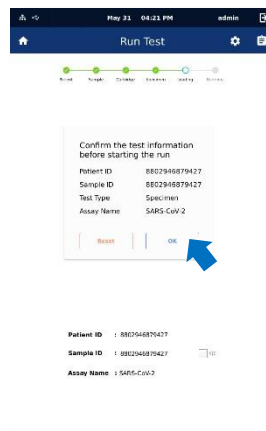 May 31 04:21 PM admin
Run Test
Sample
Confirm the test information
before starting the run
Patient ID 8802946879427
Sample ID 8802946879427
Test Type Specimen
Assay Name SARS-CoV-2
Reset OK
Patient ID : 8802946879427
Sample ID : 8802946879427
Assay Name : SARS-CoV-2